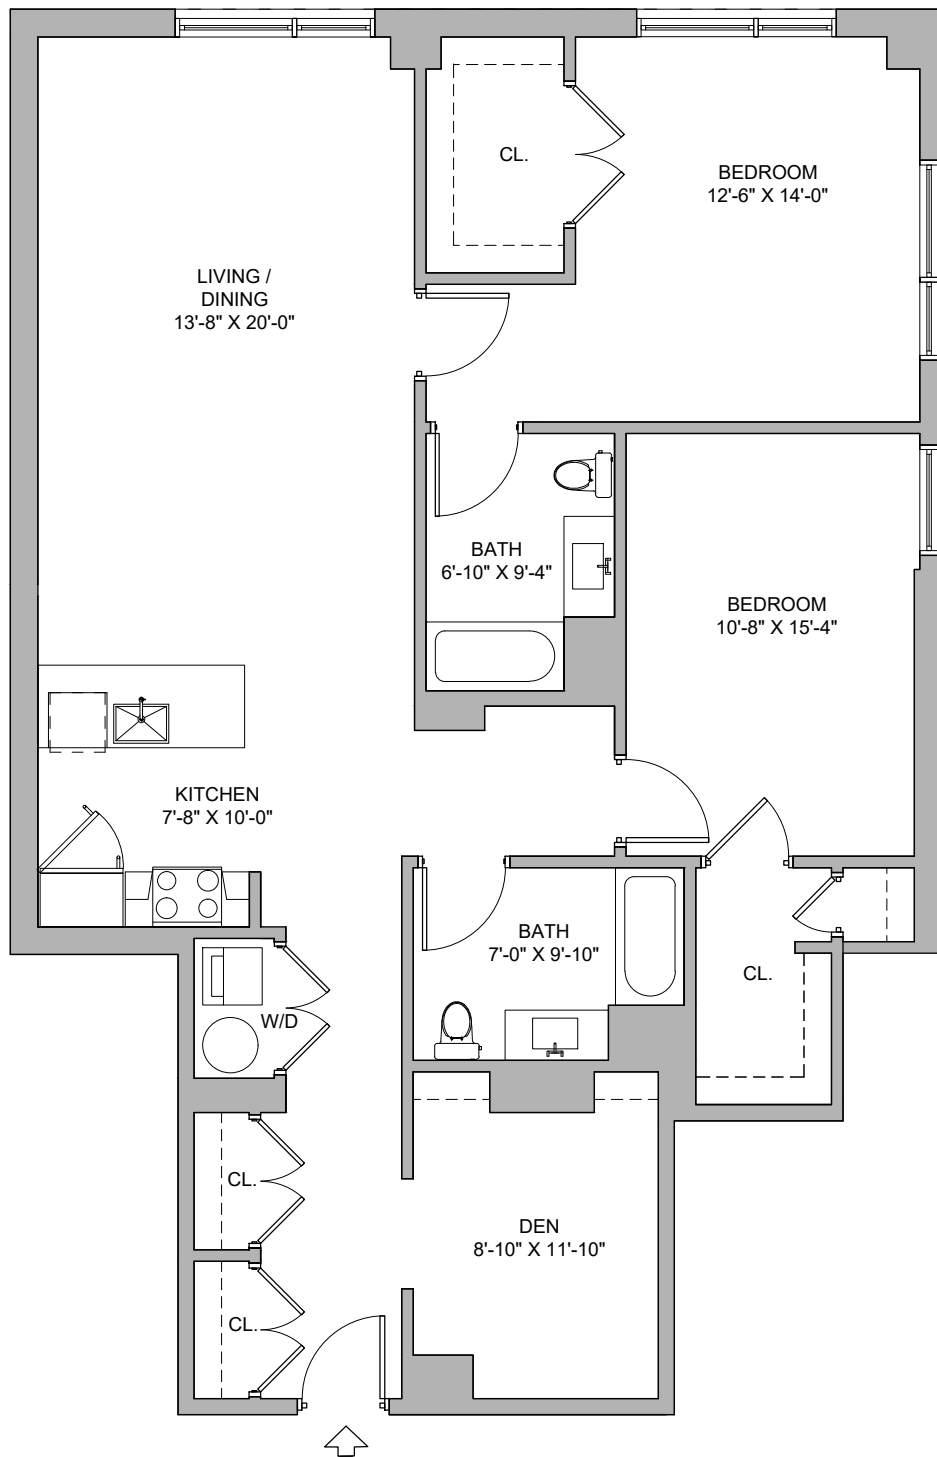 CL.
BEDROOM
12'-6" X 14'-0"
LIVING /
DINING
13'-8" X 20'-0"
BATH
6'-10" X 9'-4"
BEDROOM
10'-8" X 15'-4"
KITCHEN
7'-8" X 10'-0"
BATH
7'-0" X 9'-10"
CL.
W/D
CL.
DEN
8'-10" X 11'-10"
CL.